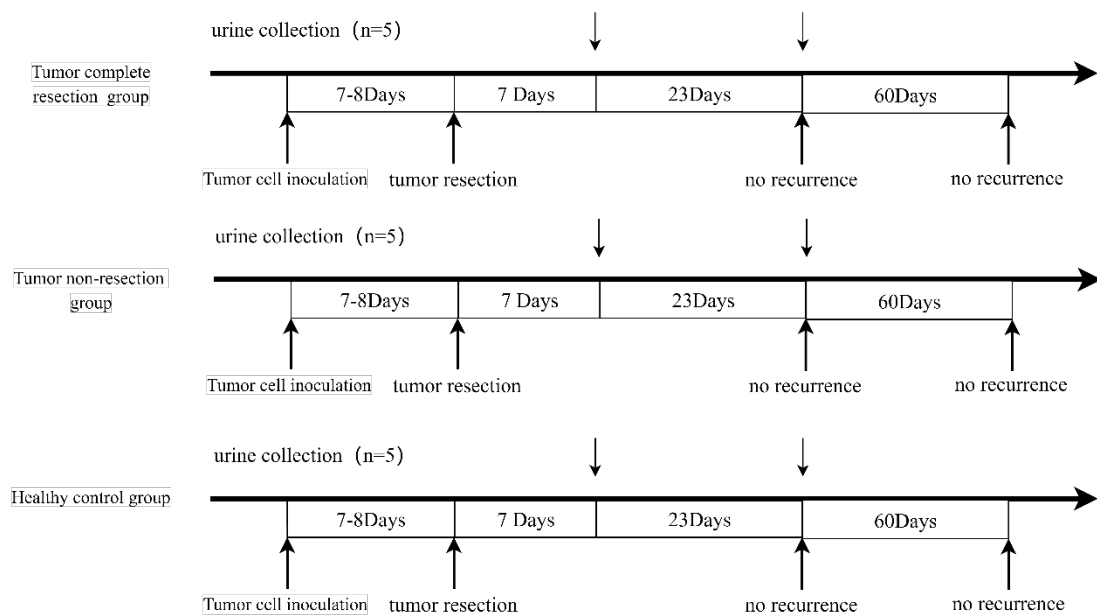 urine collection (n=5)
Tumor complete
resection group
7-8Days
7 Days
23Days
60Days
Tumor cell inoculation
tumor resection
no recurrence
no recurrence
urine collection (n=5)
Tumor non-resection
group
7-8Days
7 Days
23Days
60Days
Tumor cell inoculation
tumor resection
no recurrence
no recurrence
urine collection (n=5)
Healthy control group
7-8Days
7 Days
23Days
60Days
Tumor cell inoculation
tumor resection
no recurrence
no recurrence